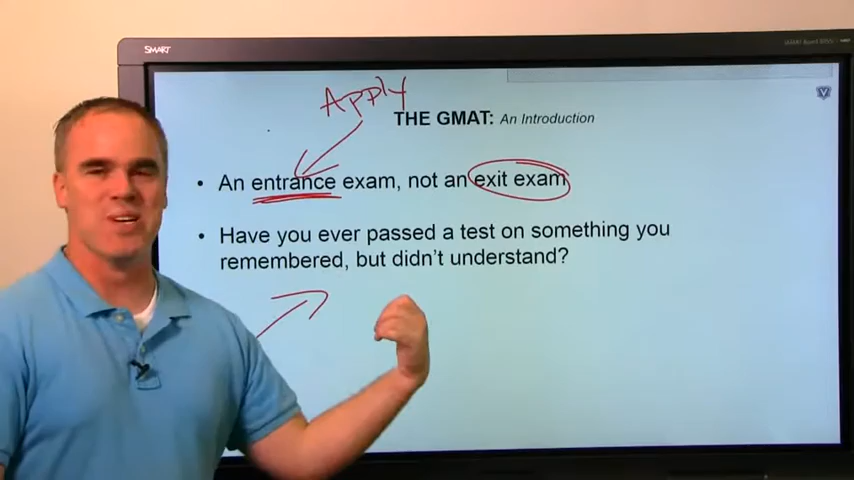 SMART
Apply
THE GMAT: An Introduction
• An entrance exam, not an exit exam
• Have you ever passed a test on something you
remembered, but didn't understand?